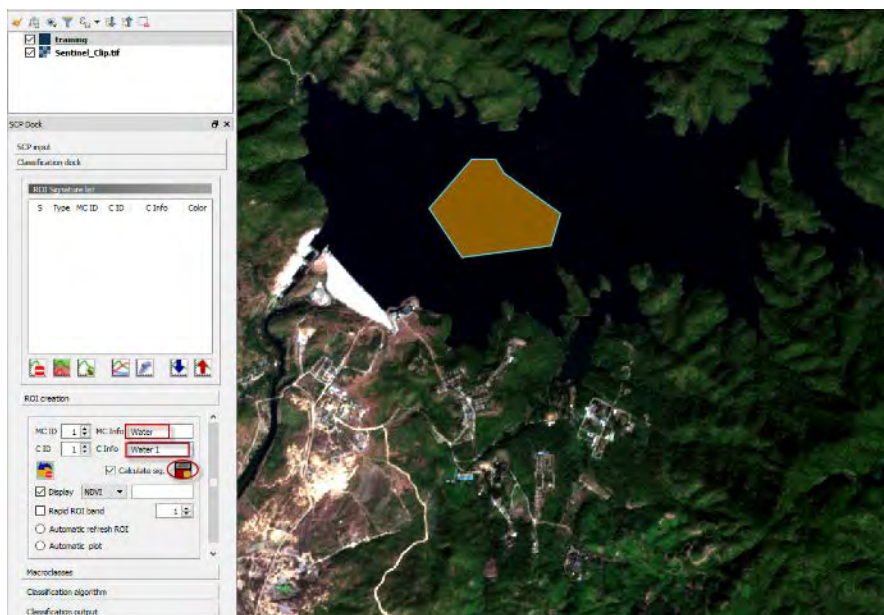 training
Sentinel_Clip.tif
SCP Dock
SCP input
Classification dock
ROI Signature list
S Type MC ID C ID C Info Color
ROI creation
MC ID 1 MC Info Water
C ID 1 C Info Water 1
Calculate sig.
Display NDVI
Rapid ROI band 1
Automatic refresh ROI
Automatic plot
Macroclasses
Classification algorithm
Classification output